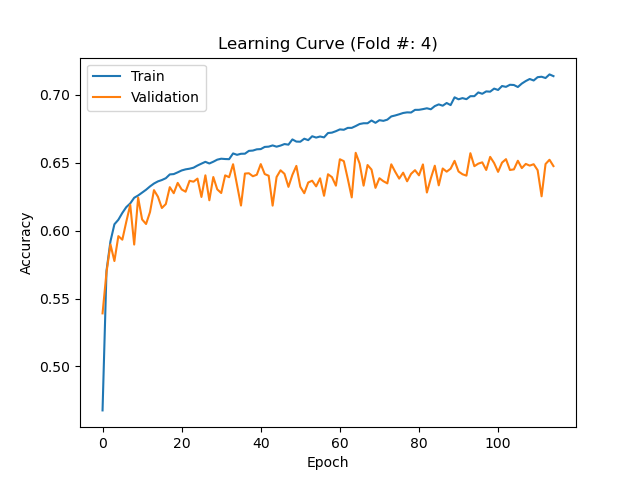 Learning Curve (Fold #: 4)
Train
Validation
0.70
0.65
0.60
0.55
0.50
Accuracy
0 20 40 60 80 100
Epoch